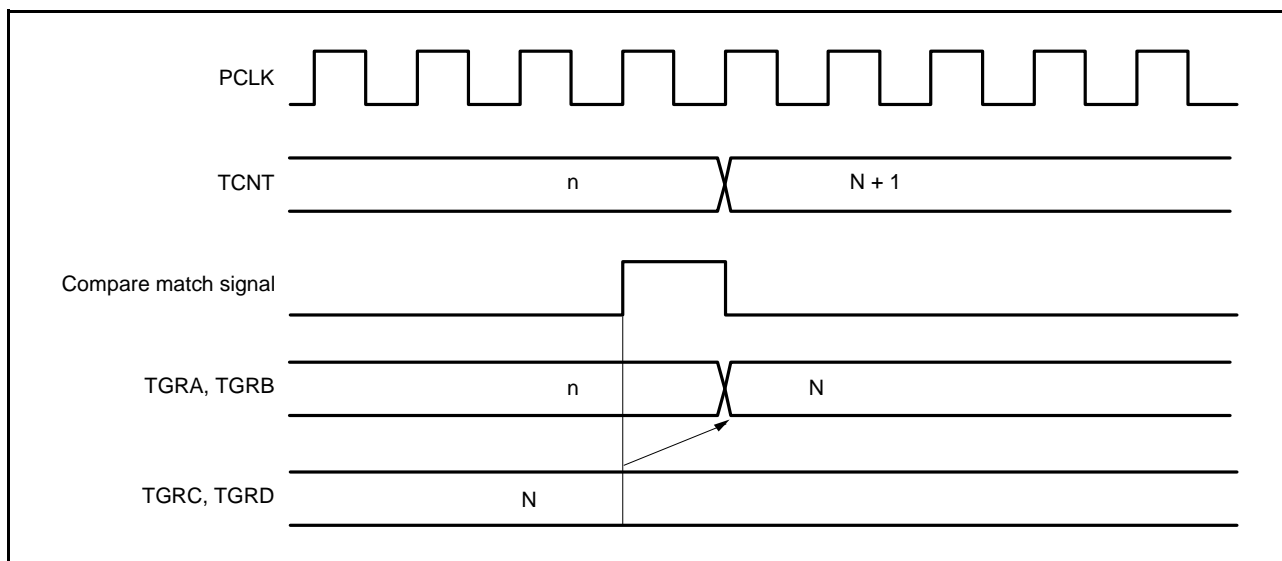 PCLK
TCNT n N + 1
Compare match signal
TGRA, TGRB n N
TGRC, TGRD N